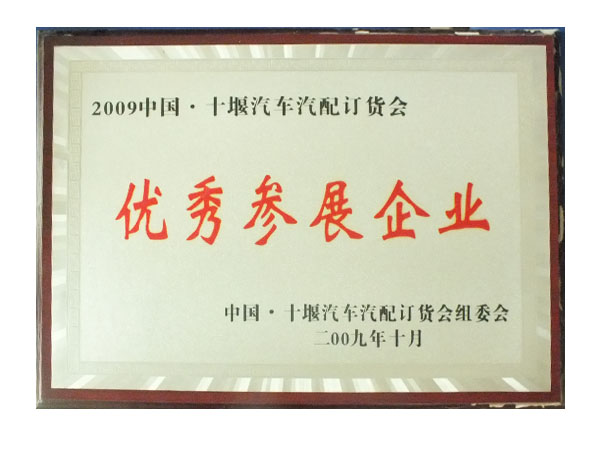 2009中国·十堰汽车汽配订货会
优秀参展企业
中国·十堰汽车汽配订货会组委会
二00九年十月